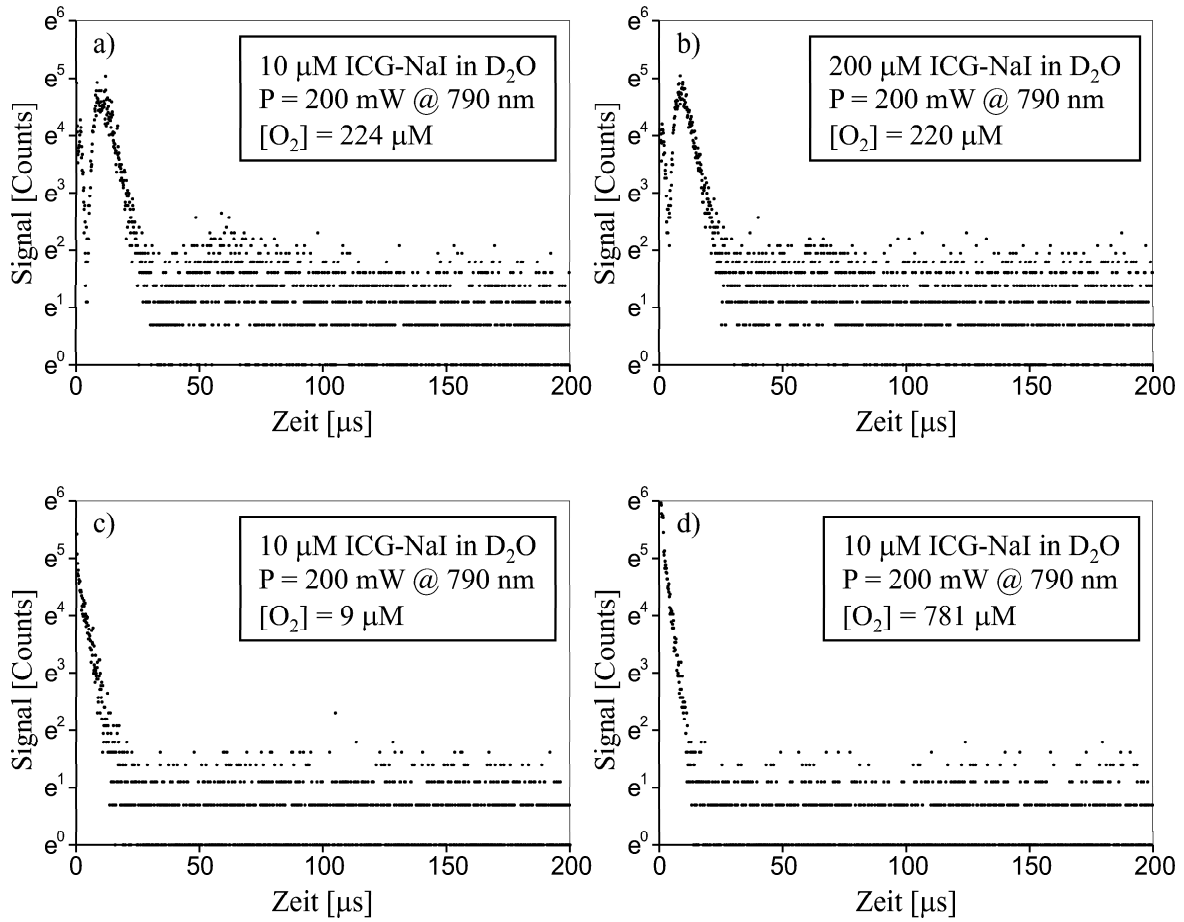 a)
10 μM ICG-NaI in D₂O
P = 200 mW @ 790 nm
[O₂] = 224 μM
Signal [Counts]
e⁶
e⁵
e⁴
e³
e²
e¹
e⁰
0 50 100 150 200
Zeit [μs]
b)
200 μM ICG-NaI in D₂O
P = 200 mW @ 790 nm
[O₂] = 220 μM
Signal [Counts]
e⁶
e⁵
e⁴
e³
e²
e¹
e⁰
0 50 100 150 200
Zeit [μs]
c)
10 μM ICG-NaI in D₂O
P = 200 mW @ 790 nm
[O₂] = 9 μM
Signal [Counts]
e⁶
e⁵
e⁴
e³
e²
e¹
e⁰
0 50 100 150 200
Zeit [μs]
d)
10 μM ICG-NaI in D₂O
P = 200 mW @ 790 nm
[O₂] = 781 μM
Signal [Counts]
e⁶
e⁵
e⁴
e³
e²
e¹
e⁰
0 50 100 150 200
Zeit [μs]